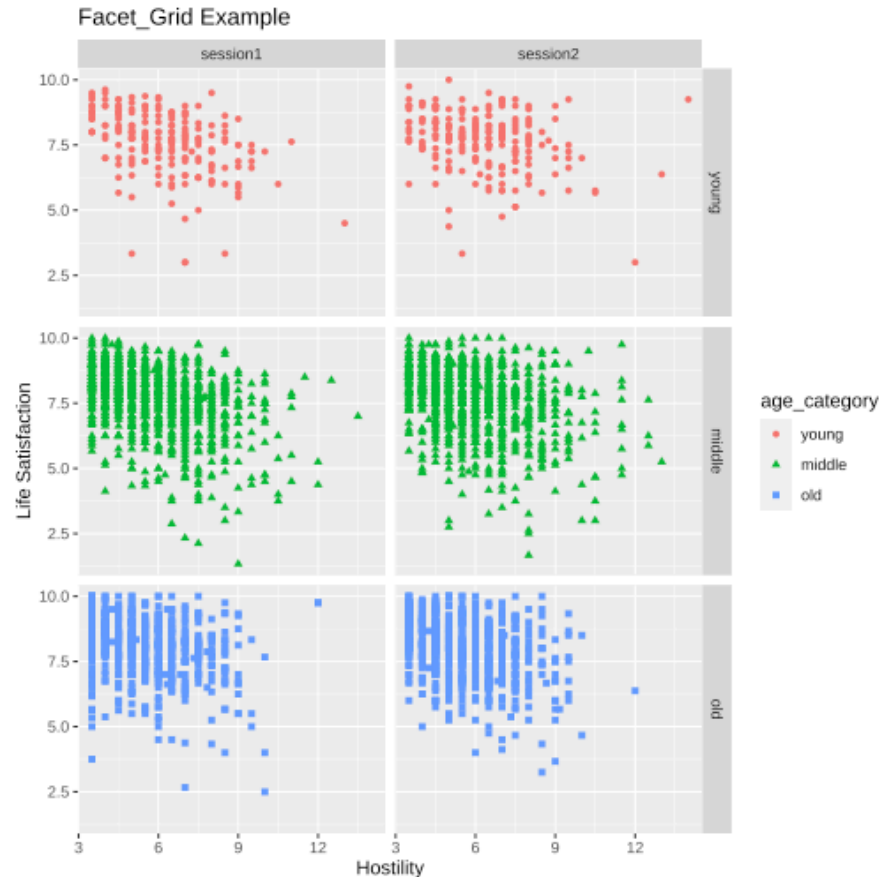 Facet_Grid Example
session1 session2
10.0
7.5
5.0
2.5
young
10.0
7.5
5.0
2.5
middle
10.0
7.5
5.0
2.5
old
3 6 9 12 3 6 9 12
Hostility
Life Satisfaction
age_category
young
middle
old